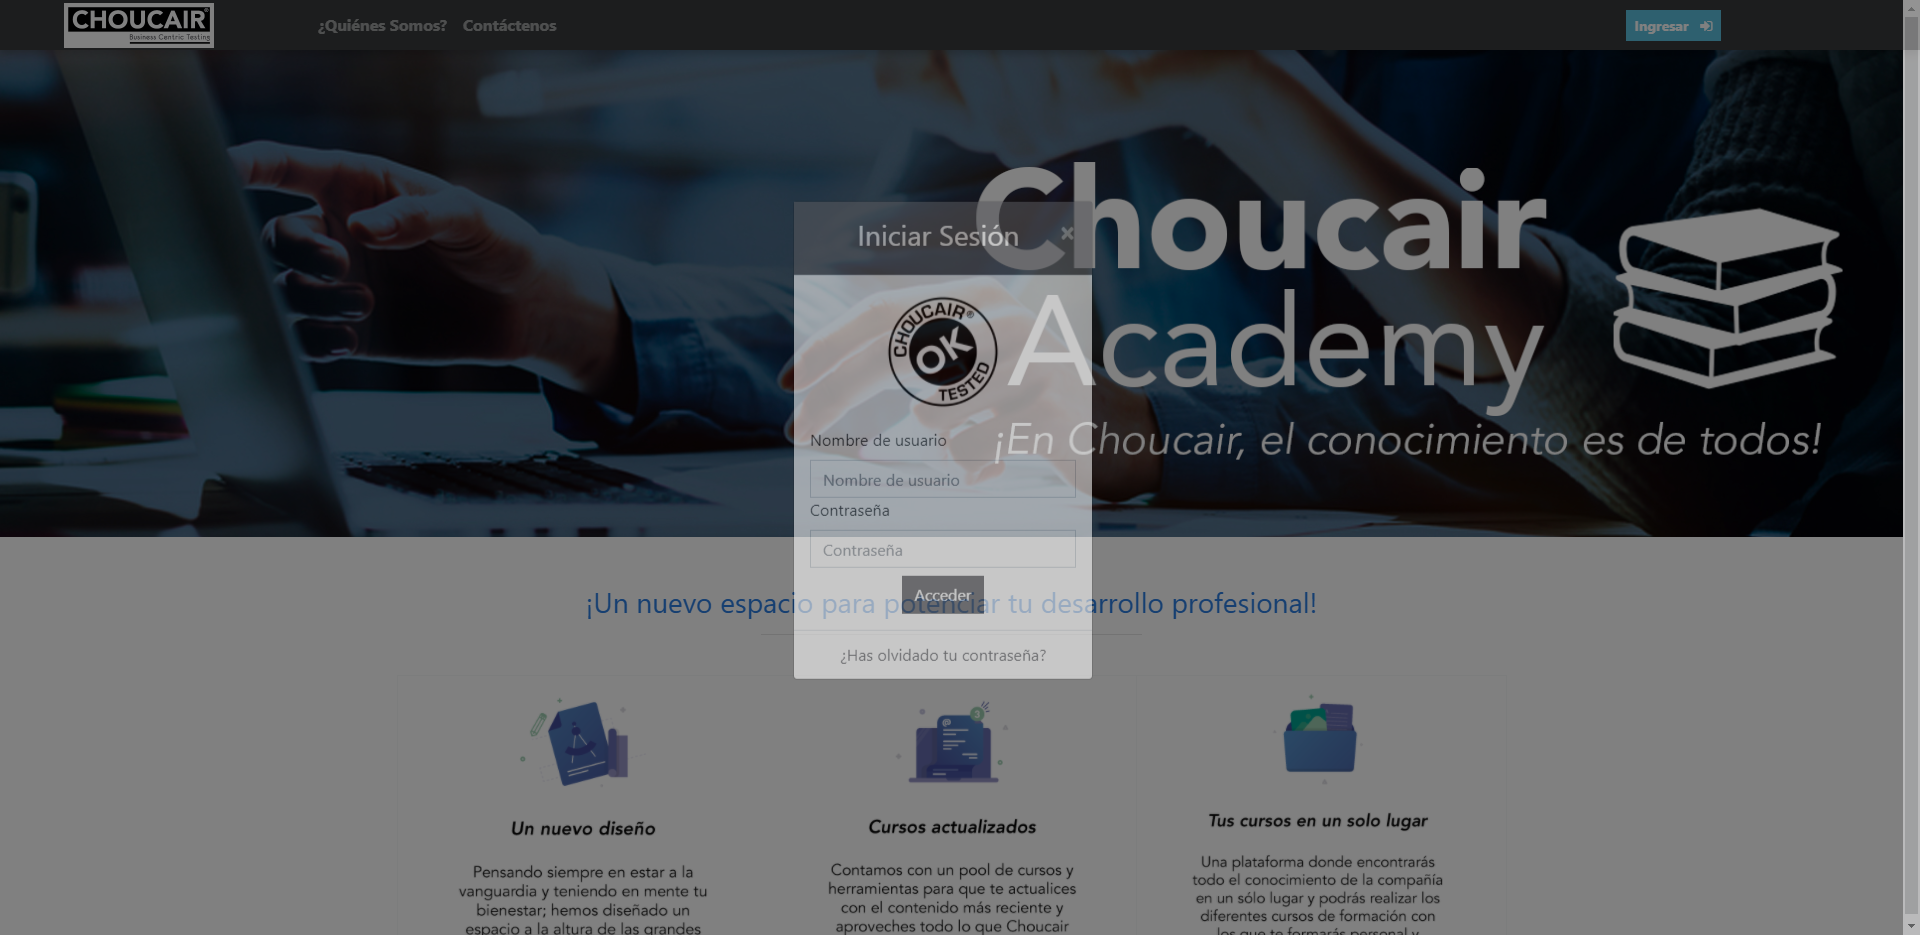 CHOUCAIR®
Business Centric Testing
¿Quiénes Somos?
Contáctenos
Ingresar
Choucair
Academy
¡En Choucair, el conocimiento es de todos!
Iniciar Sesión
×
CHOUCAIR®
OK
TESTED
Nombre de usuario
Nombre de usuario
Contraseña
Contraseña
Acceder
¿Has olvidado tu contraseña?
¡Un nuevo espacio para potenciar tu desarrollo profesional!
Un nuevo diseño
Pensando siempre en estar a la
vanguardia y teniendo en mente tu
bienestar; hemos diseñado un
espacio a la altura de las grandes
3
Cursos actualizados
Contamos con un pool de cursos y
herramientas para que te actualices
con el contenido más reciente y
aproveches todo lo que Choucair
Tus cursos en un solo lugar
Una plataforma donde encontrarás
todo el conocimiento de la compañía
en un sólo lugar y podrás realizar los
diferentes cursos de formación con
los que te formarás personal y